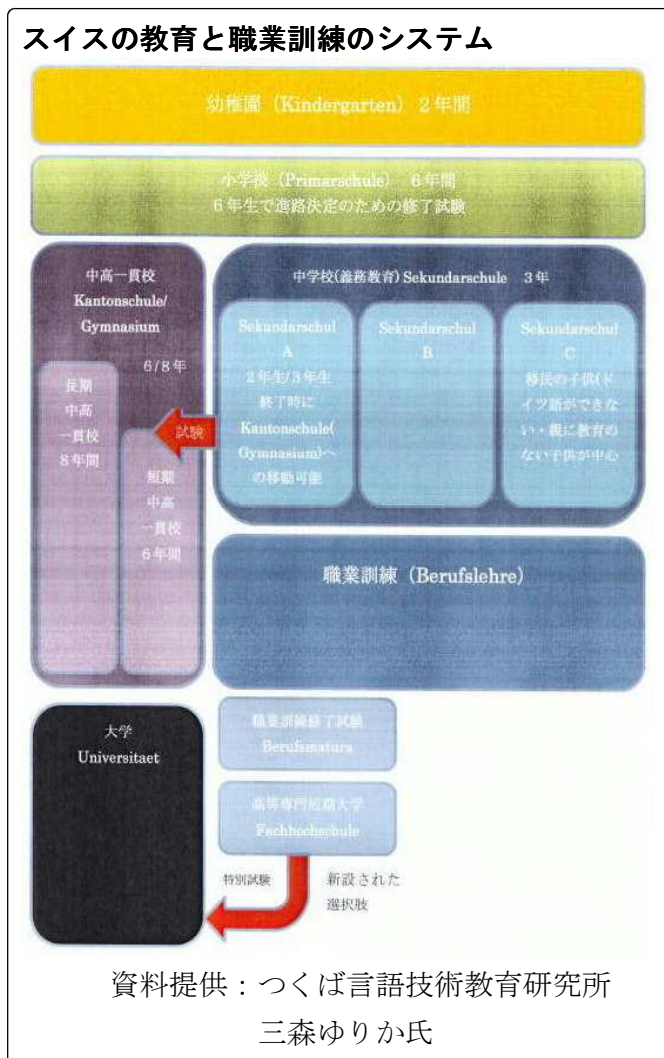 スイスの教育と職業訓練のシステム
幼稚園 (Kindergarten) 2年間
小学校 (Primarschule) 6年間
6年生で進路決定のための修了試験
中高一貫校
Kantonschule/
Gymnasium
6/8年
長期
中高
一貫校
8年間
短期
中高
一貫校
6年間
試験
中学校(義務教育) Sekundarschule 3年
Sekundarschul
A
2年生/3年生
終了時に
Kantonschule(
Gymnasium)へ
の移動可能
Sekundarschul
B
Sekundarschul
C
移民の子供(ド
イツ語ができな
い・親に教育の
ない子供が中心
職業訓練 (Berufslehre)
大学
Universitaet
職業訓練修了試験
Berufsmatura
高等専門短期大学
Fachhochschule
特別試験
新設された
選択肢
資料提供：つくば言語技術教育研究所
三森ゆりか氏